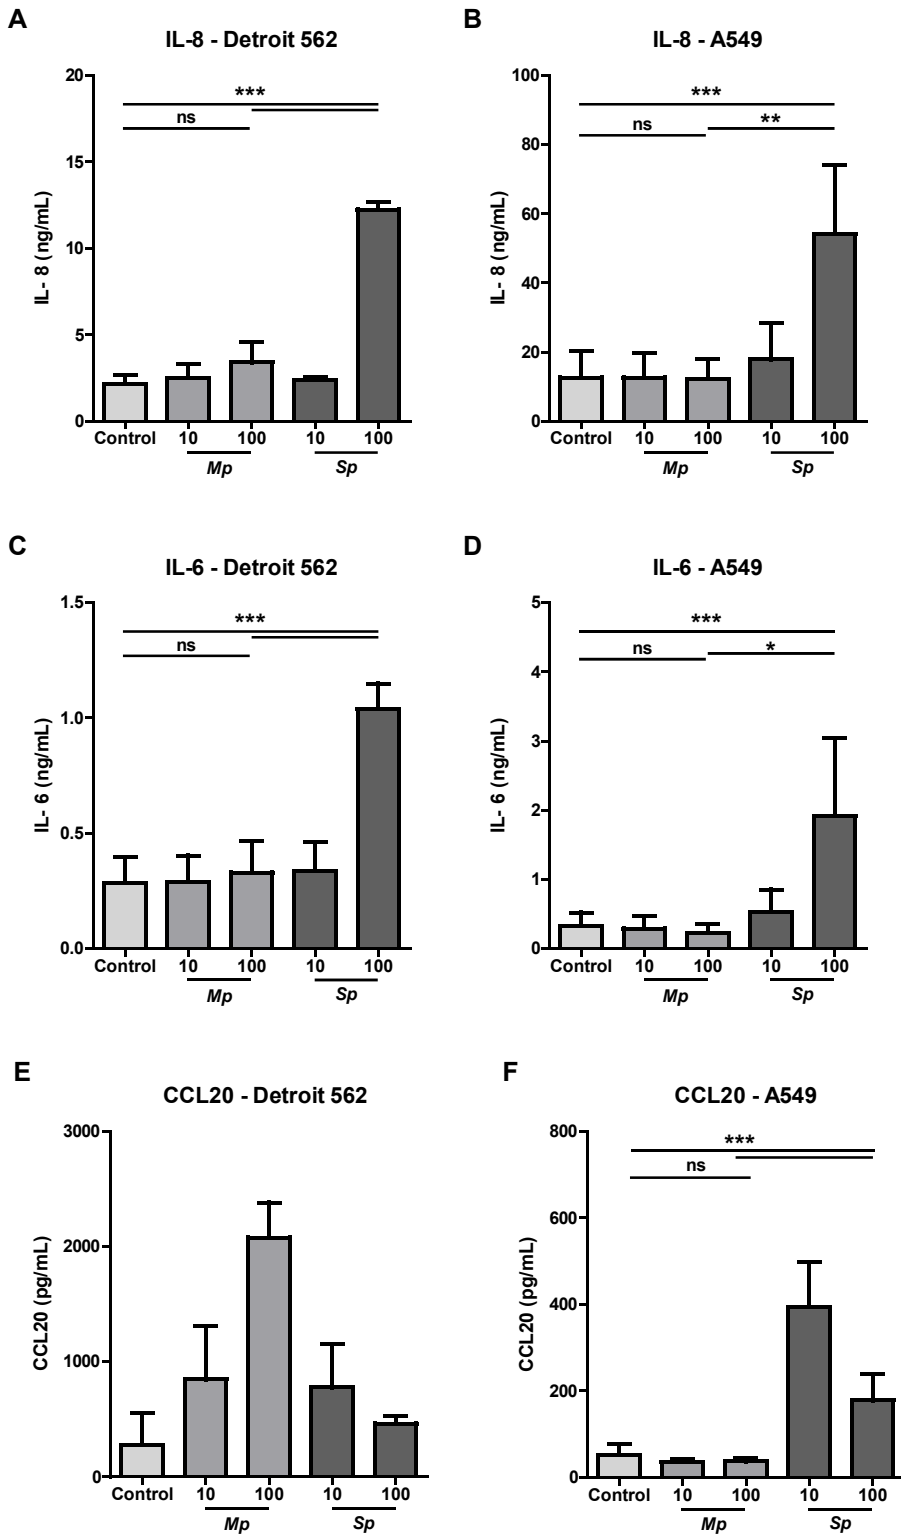 A
IL-8 - Detroit 562
IL- 8 (ng/mL)
20
15
10
5
0
***
ns
Control 10 100 10 100
Mp Sp
B
IL-8 - A549
IL- 8 (ng/mL)
100
80
60
40
20
0
***
ns **
Control 10 100 10 100
Mp Sp
C
IL-6 - Detroit 562
IL- 6 (ng/mL)
1.5
1.0
0.5
0.0
***
ns
Control 10 100 10 100
Mp Sp
D
IL-6 - A549
IL- 6 (ng/mL)
5
4
3
2
1
0
***
ns *
Control 10 100 10 100
Mp Sp
E
CCL20 - Detroit 562
CCL20 (pg/mL)
3000
2000
1000
0
Control 10 100 10 100
Mp Sp
F
CCL20 - A549
CCL20 (pg/mL)
800
600
400
200
0
***
ns
Control 10 100 10 100
Mp Sp